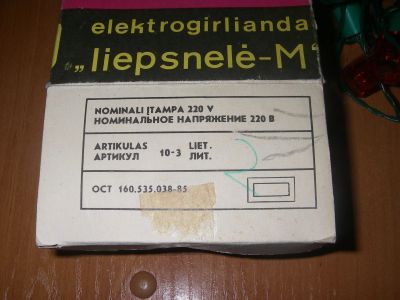 elektrogirlianda
„liepsnelė-M“
NOMINALI ĮTAMPA 220 V
НОМИНАЛЬНОЕ НАПРЯЖЕНИЕ 220 В
ARTIKULAS 10-3 LIET.
АРТИКУЛ ЛИТ.
ОСТ 160.535.038-85